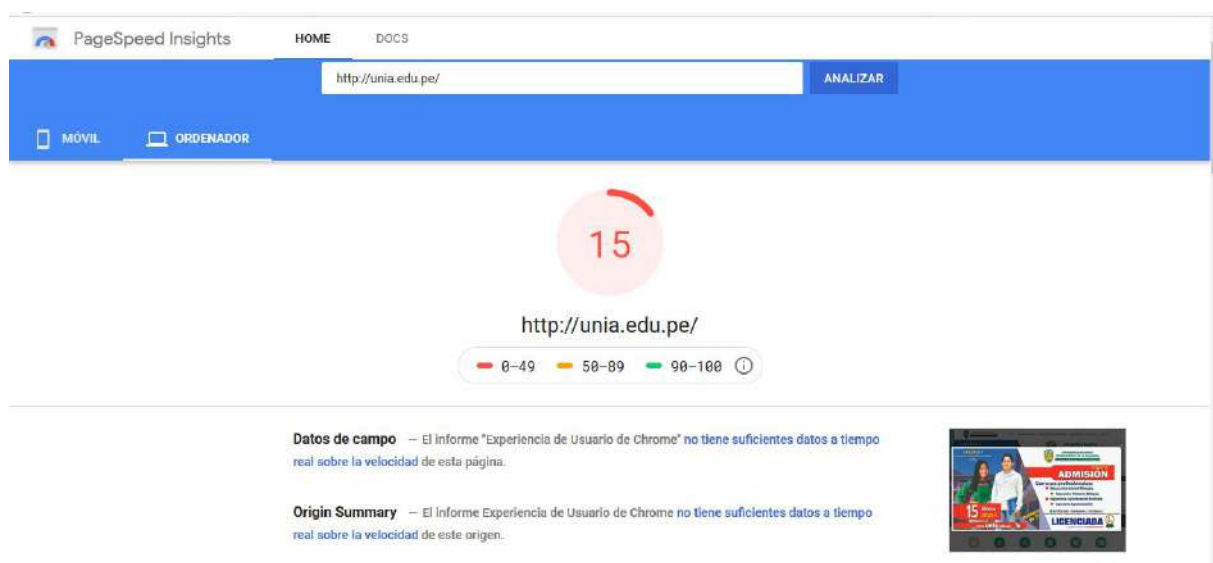 PageSpeed Insights
HOME
DOCS
http://unia.edu.pe/
ANALIZAR
MÓVIL
ORDENADOR
15
http://unia.edu.pe/
0-49
50-89
90-100
Datos de campo — El informe "Experiencia de Usuario de Chrome" no tiene suficientes datos a tiempo
real sobre la velocidad de esta página.
Origin Summary — El informe Experiencia de Usuario de Chrome no tiene suficientes datos a tiempo
real sobre la velocidad de este origen.
ADMISIÓN
15
LICENCIADA